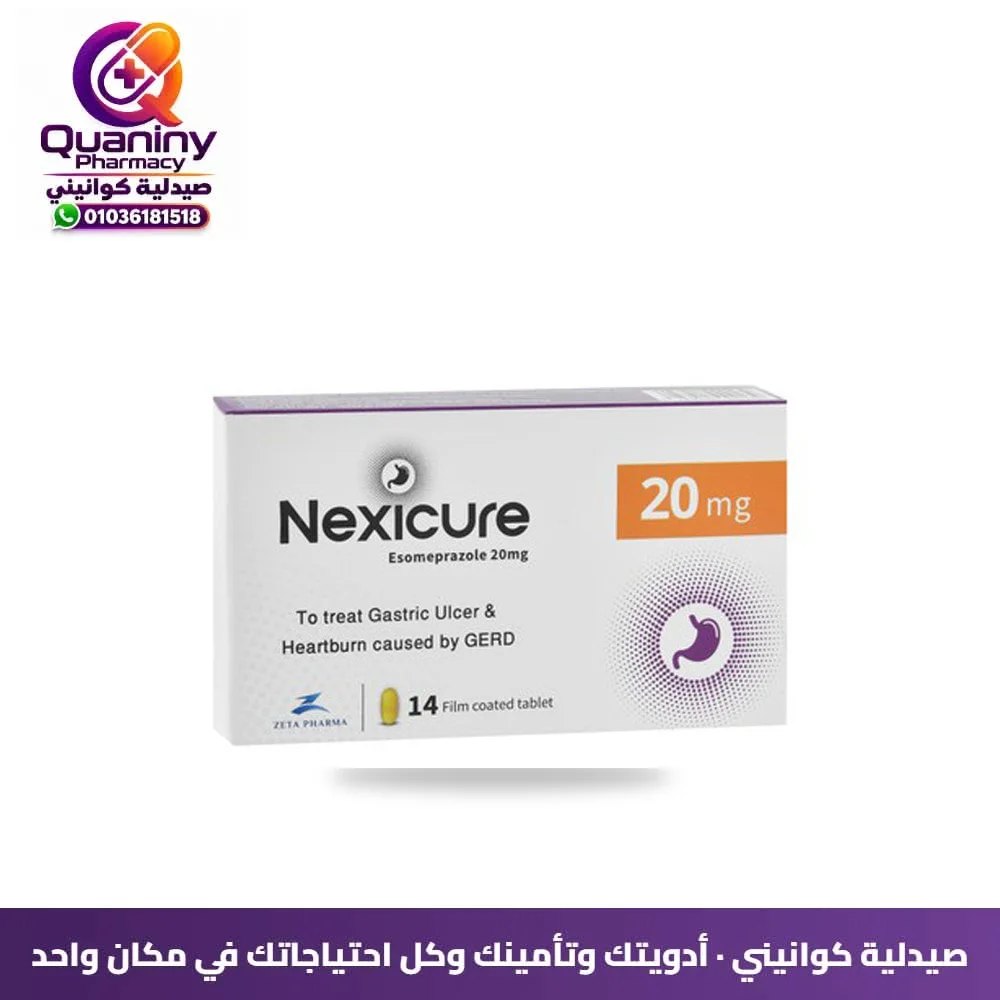 Quaniny
Pharmacy
صيدلية كوانيني
01036181518
Nexicure
Esomeprazole 20mg
20 mg
To treat Gastric Ulcer &
Heartburn caused by GERD
ZETA PHARMA
14 Film coated tablet
صيدلية كوانيني · أدويتك وتأمينك وكل احتياجاتك في مكان واحد